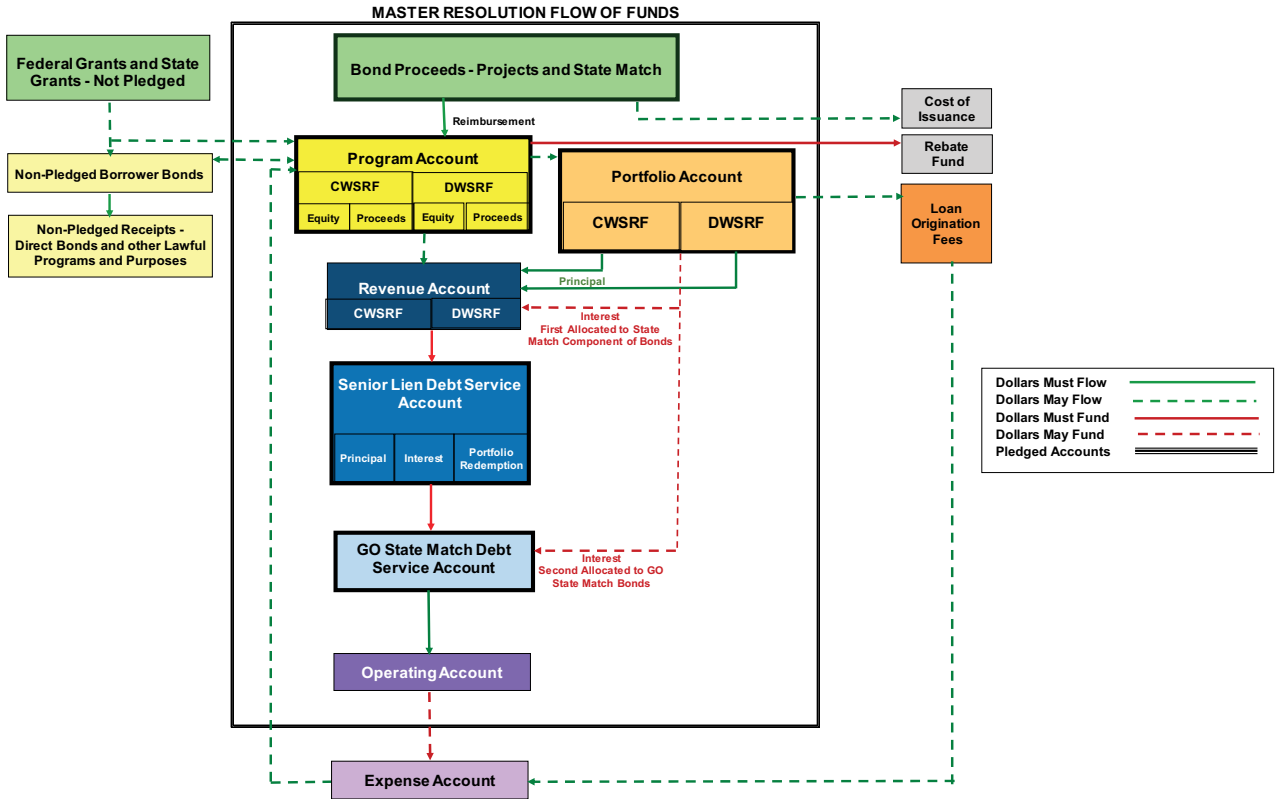 MASTER RESOLUTION FLOW OF FUNDS
Federal Grants and State
Grants - Not Pledged
Bond Proceeds - Projects and State Match
Cost of
Issuance
Reimbursement
Rebate
Fund
Program Account
CWSRF
DWSRF
Equity
Proceeds
Equity
Proceeds
Portfolio Account
CWSRF
DWSRF
Non-Pledged Borrower Bonds
Non-Pledged Receipts -
Direct Bonds and other Lawful
Programs and Purposes
Loan
Origination
Fees
Principal
Revenue Account
CWSRF
DWSRF
Interest
First Allocated to State
Match Component of Bonds
Senior Lien Debt Service
Account
Principal
Interest
Portfolio
Redemption
Dollars Must Flow
Dollars May Flow
Dollars Must Fund
Dollars May Fund
Pledged Accounts
GO State Match Debt
Service Account
Interest
Second Allocated to GO
State Match Bonds
Operating Account
Expense Account